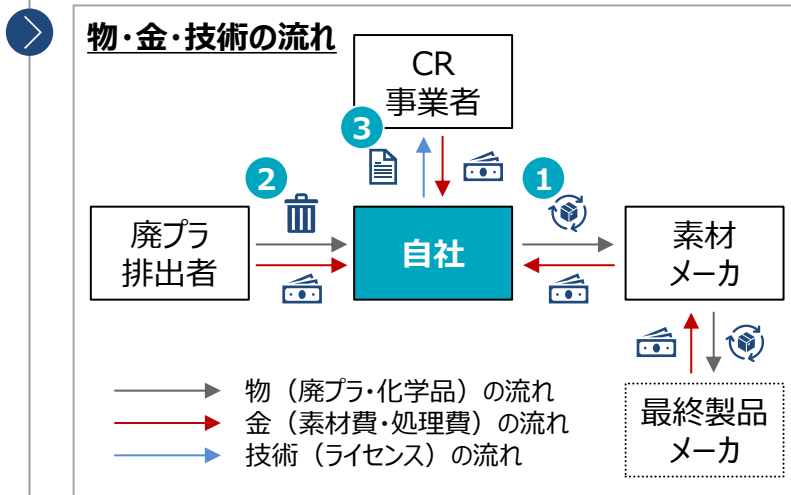 物・金・技術の流れ
CR
事業者
3
2
1
廃プラ
排出者
自社
素材
メーカ
最終製品
メーカ
物（廃プラ・化学品）の流れ
金（素材費・処理費）の流れ
技術（ライセンス）の流れ